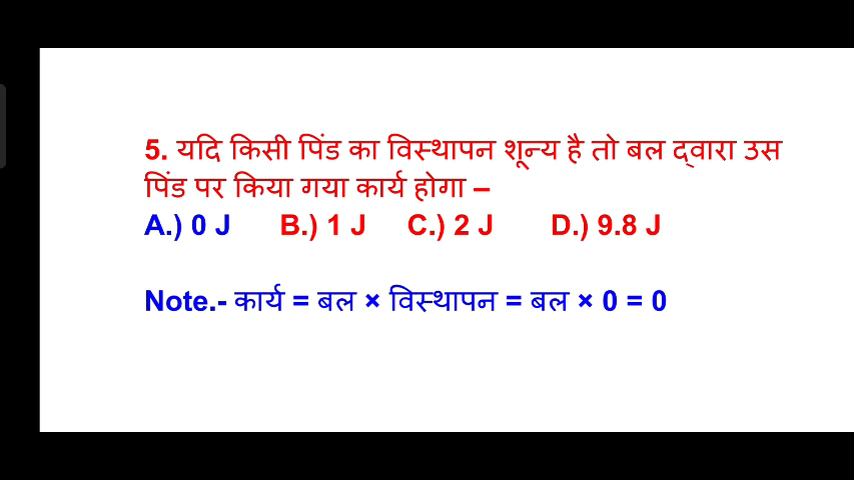 5. यदि किसी पिंड का विस्थापन शून्य है तो बल द्वारा उस
पिंड पर किया गया कार्य होगा –
A.) 0 J B.) 1 J C.) 2 J D.) 9.8 J
Note.- कार्य = बल × विस्थापन = बल × 0 = 0